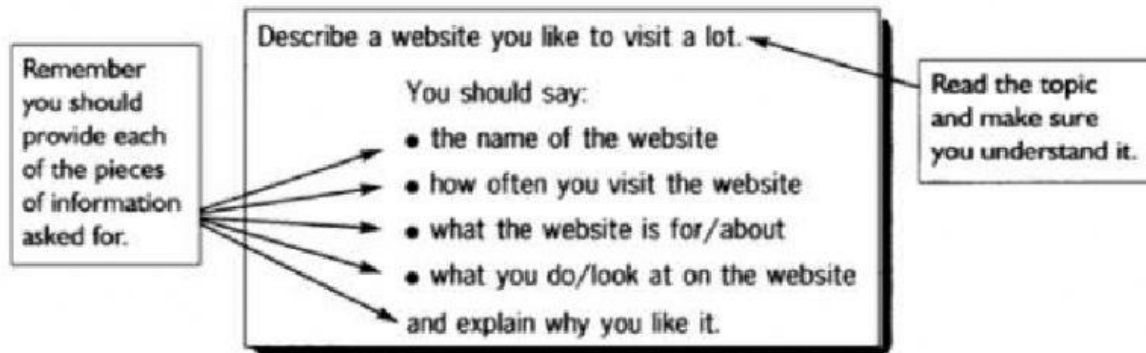 Describe a website you like to visit a lot.
Remember
you should
provide each
of the pieces
of information
asked for.
You should say:
• the name of the website
• how often you visit the website
• what the website is for/about
• what you do/look at on the website
and explain why you like it.
Read the topic
and make sure
you understand it.